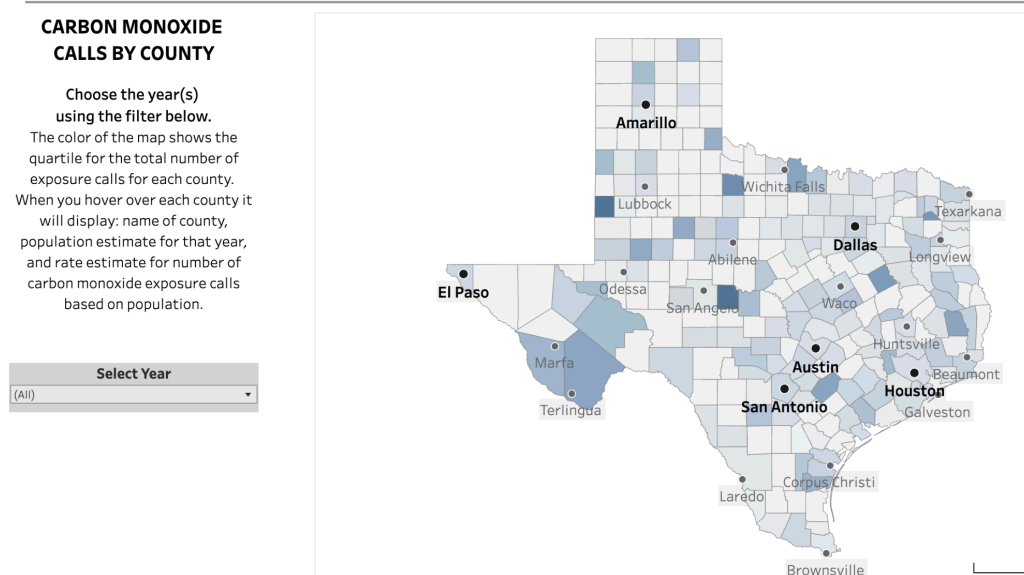 CARBON MONOXIDE
CALLS BY COUNTY
Choose the year(s)
using the filter below.
The color of the map shows the
quartile for the total number of
exposure calls for each county.
When you hover over each county it
will display: name of county,
population estimate for that year,
and rate estimate for number of
carbon monoxide exposure calls
based on population.
Select Year
(All)
Amarillo
Wichita Falls
Lubbock
Texarkana
Dallas
Abilene
Longview
El Paso
Odessa
San Angelo
Waco
Huntsville
Marfa
Austin
Beaumont
Houston
Terlingua
San Antonio
Galveston
Corpus Christi
Laredo
Brownsville